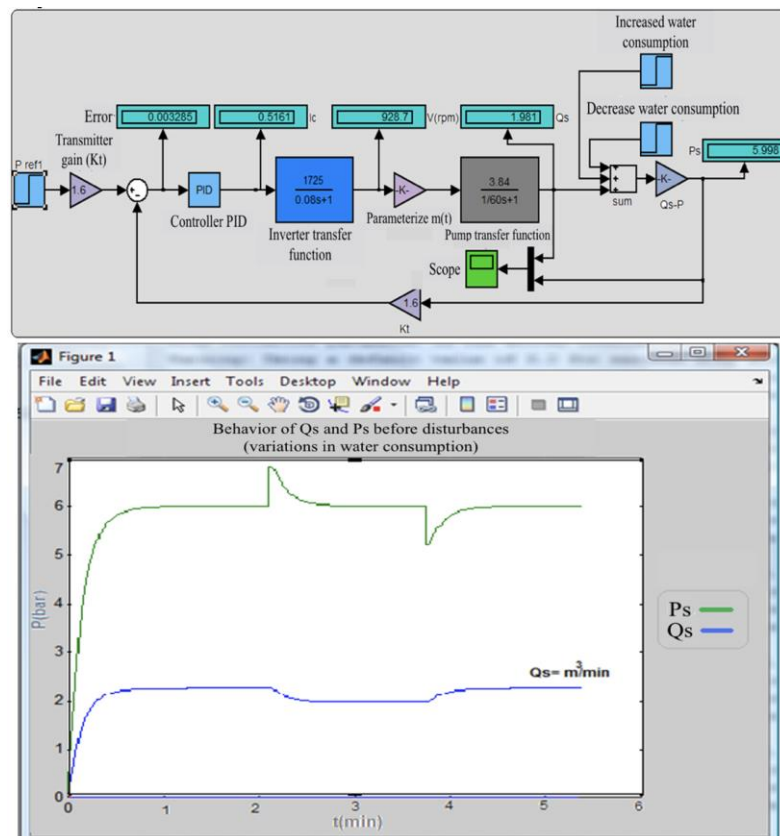 Increased water
consumption
Decrease water consumption
Error
0.003285
0.5161
Ic
928.7
V(rpm)
1.981
Qs
Ps
5.998
Transmitter
gain (Kt)
P ref1
1.6
PID
Controller PID
1725
0.08s+1
Inverter transfer
function
-K-
Parameterize m(t)
3.84
1/60s+1
Pump transfer function
sum
-K-
Qs-P
Scope
1.6
Kt
Figure 1
File Edit View Insert Tools Desktop Window Help
Behavior of Qs and Ps before disturbances
(variations in water consumption)
7
6
5
4
3
2
1
0
P(bar)
Qs= m³/min
0 1 2 3 4 5 6
t(min)
Ps
Qs